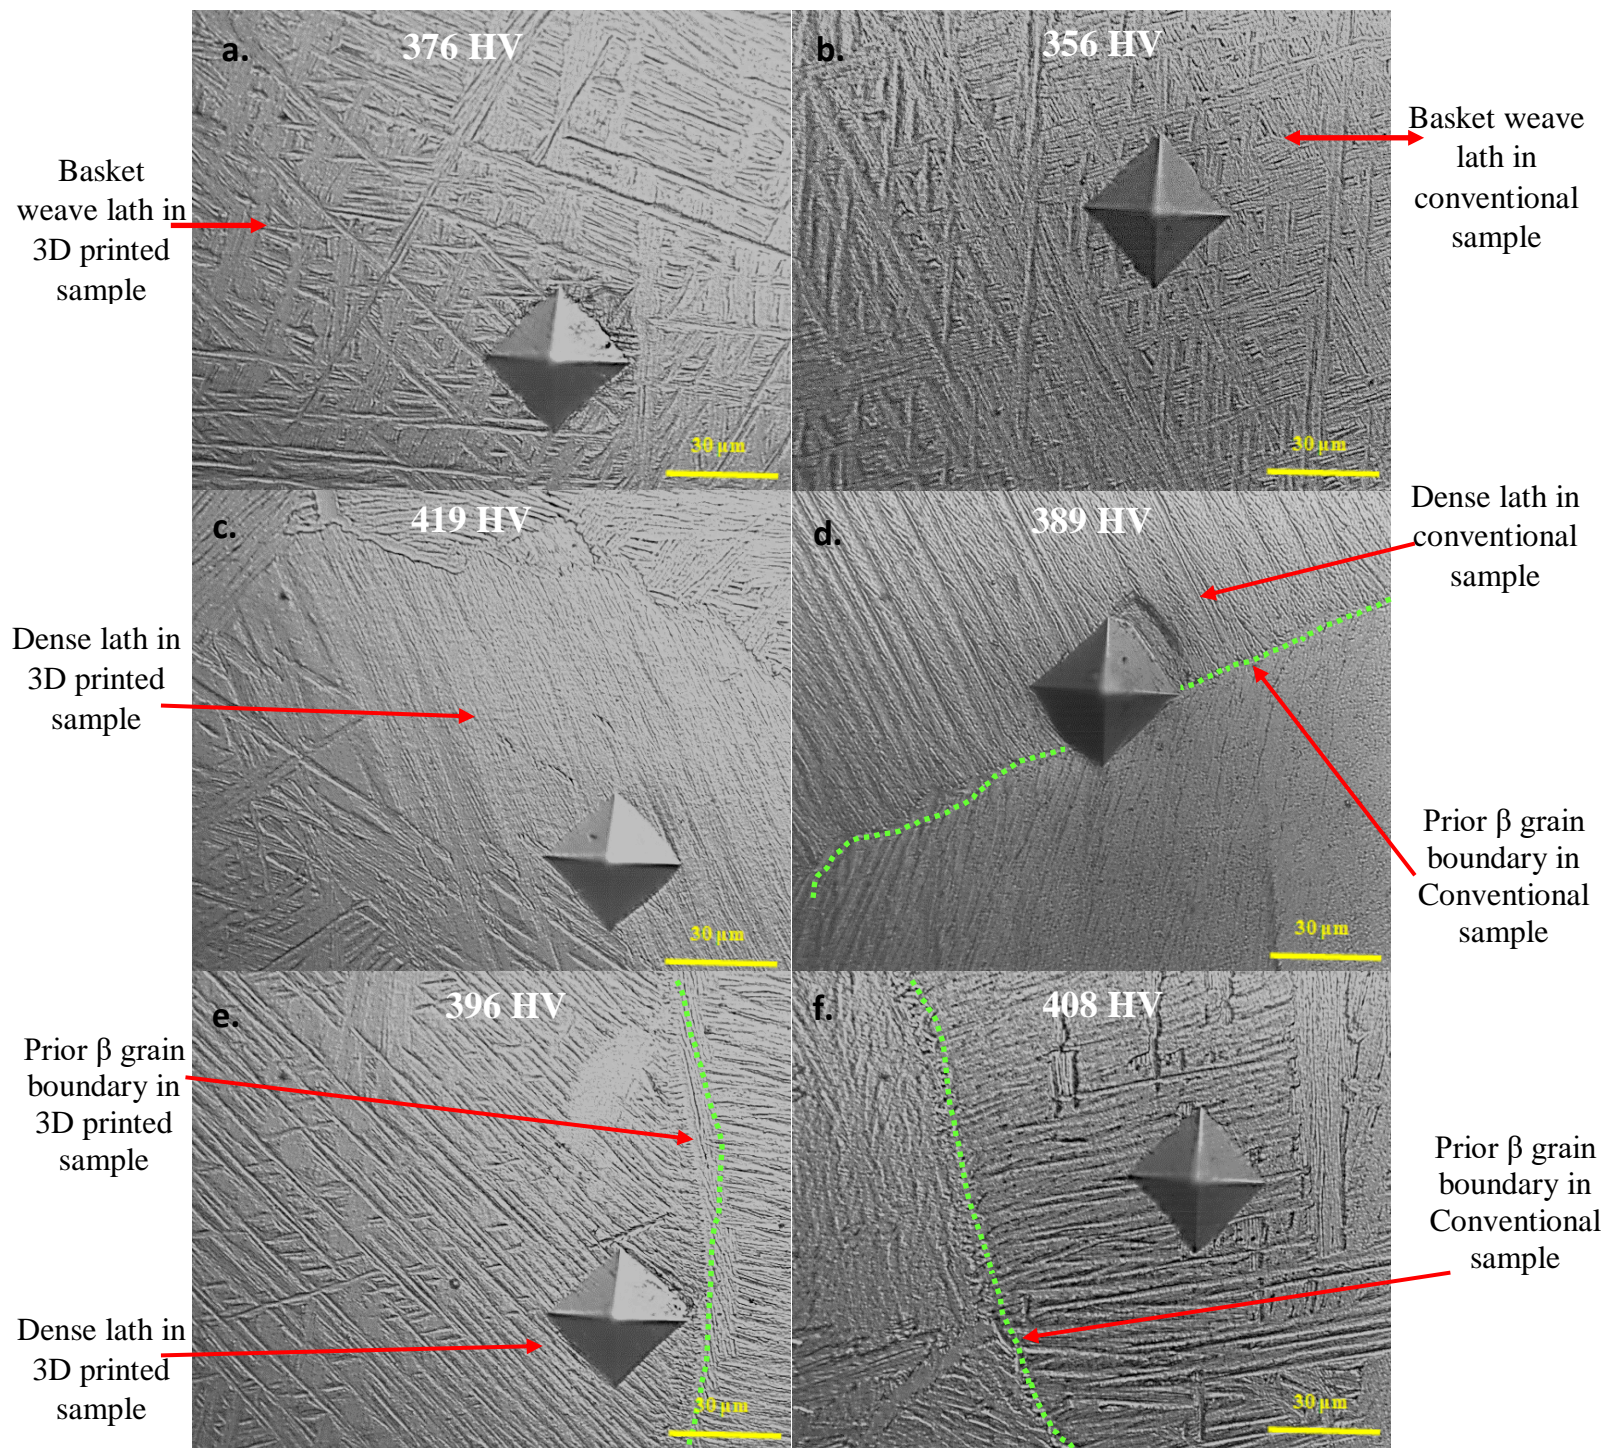 a.
376 HV
Basket
weave lath in
3D printed
sample
30 µm
b.
356 HV
Basket weave
lath in
conventional
sample
30 µm
c.
419 HV
Dense lath in
3D printed
sample
30 µm
d.
389 HV
Dense lath in
conventional
sample
Prior β grain
boundary in
Conventional
sample
30 µm
e.
396 HV
Prior β grain
boundary in
3D printed
sample
Dense lath in
3D printed
sample
30 µm
f.
408 HV
Prior β grain
boundary in
Conventional
sample
30 µm